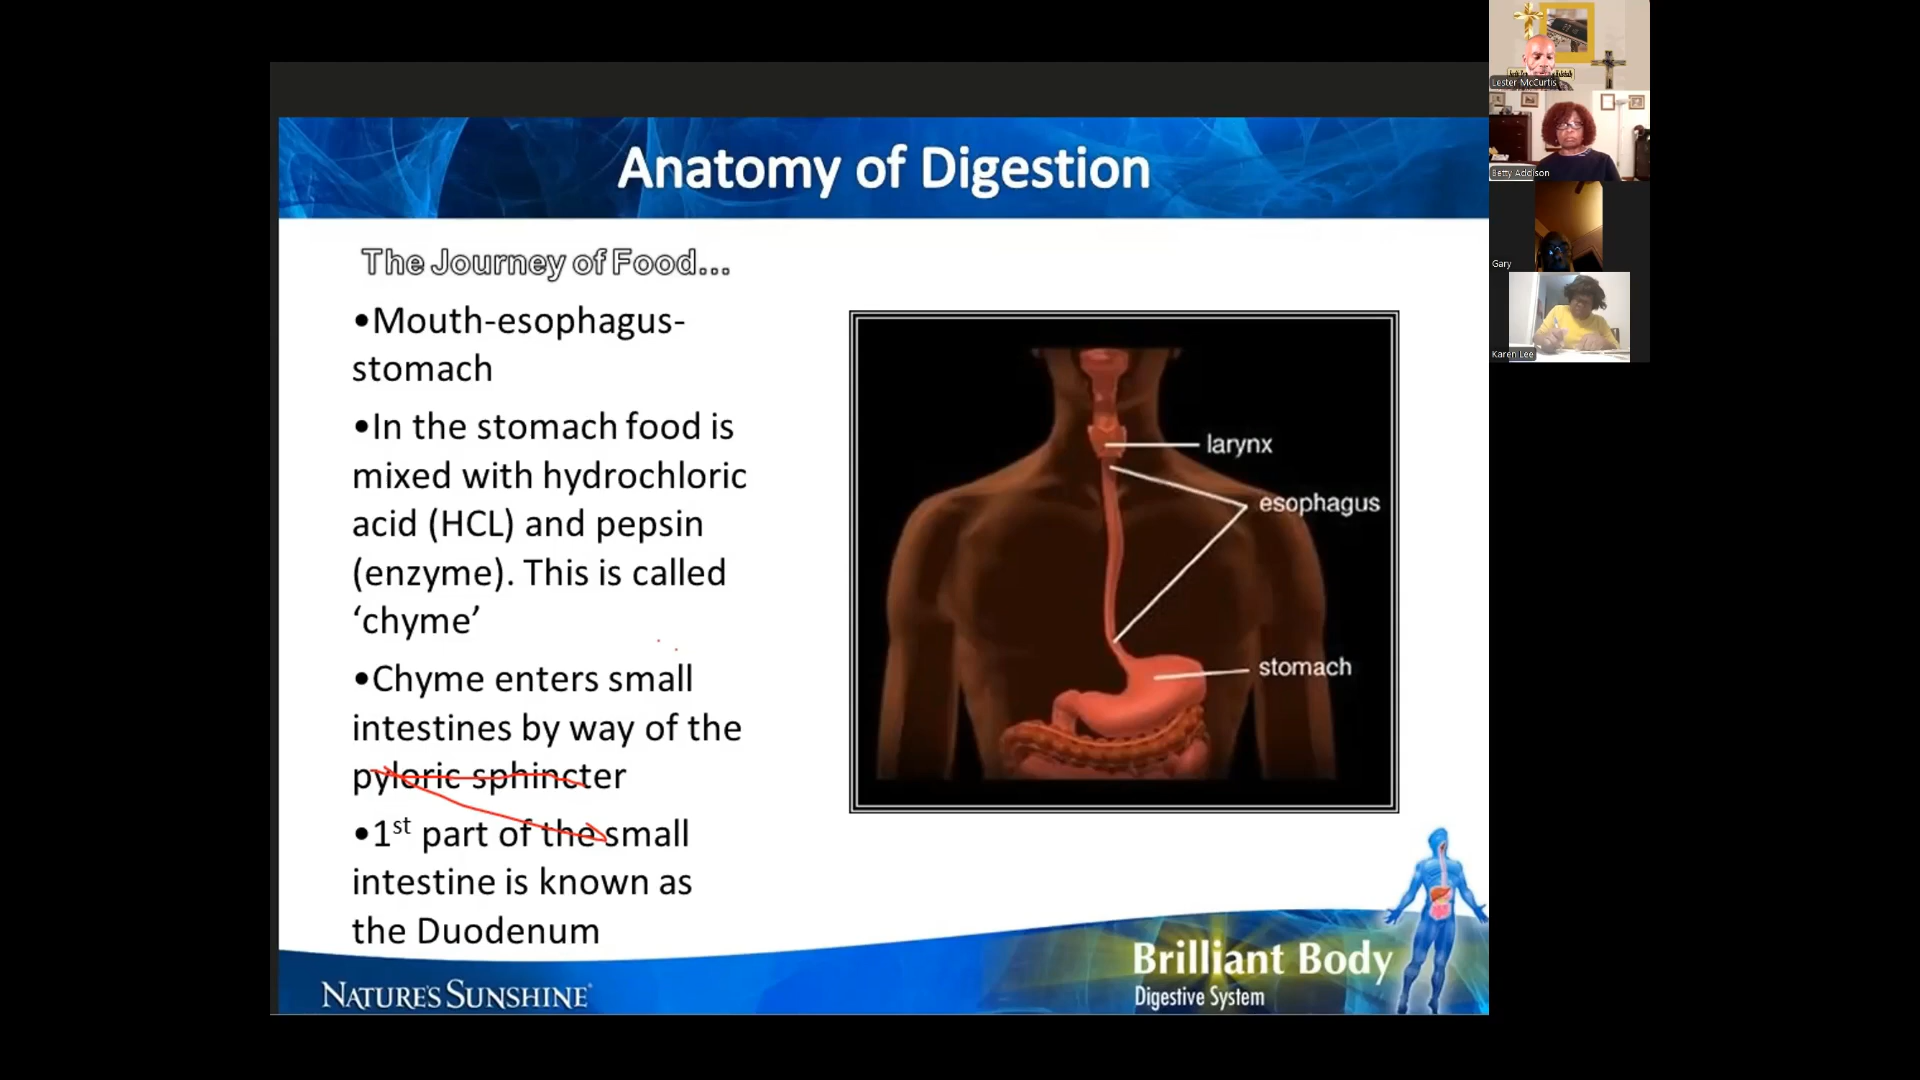 Anatomy of Digestion
The Journey of Food...
•Mouth-esophagus-
stomach
•In the stomach food is
mixed with hydrochloric
acid (HCL) and pepsin
(enzyme). This is called
‘chyme’
•Chyme enters small
intestines by way of the
pyloric sphincter
•1st part of the small
intestine is known as
the Duodenum
larynx
esophagus
stomach
NATURE'S SUNSHINE
Brilliant Body
Digestive System
Lester McCurtis
Betty Addison
Gary
Karen Lee